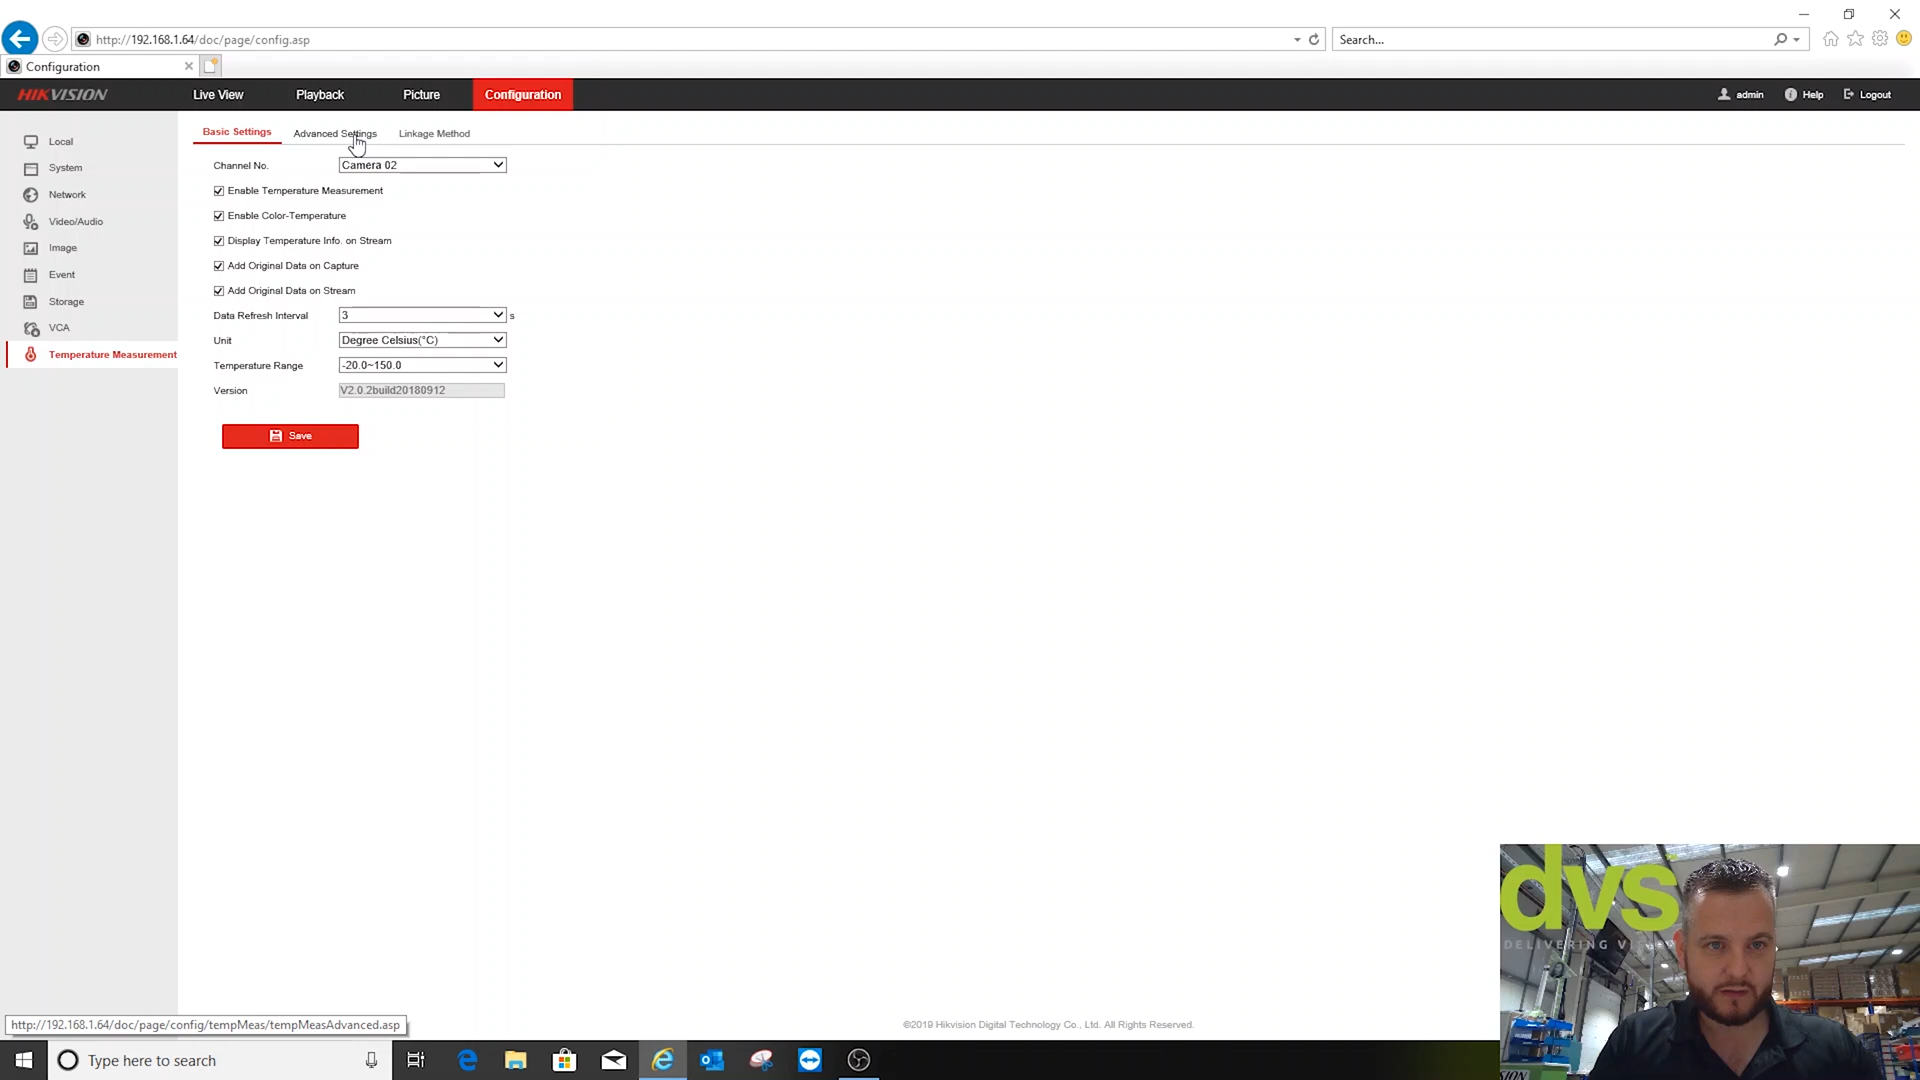 http://192.168.1.64/doc/page/config.asp
Search...
Configuration
HIKVISION
Live View
Playback
Picture
Configuration
admin
Help
Logout
Local
System
Network
Video/Audio
Image
Event
Storage
VCA
Temperature Measurement
Basic Settings
Advanced Settings
Linkage Method
Channel No.
Camera 02
Enable Temperature Measurement
Enable Color-Temperature
Display Temperature Info. on Stream
Add Original Data on Capture
Add Original Data on Stream
Data Refresh Interval
3
s
Unit
Degree Celsius(°C)
Temperature Range
-20.0~150.0
Version
V2.0.2build20180912
Save
dvs
DELIVERING
http://192.168.1.64/doc/page/config/tempMeas/tempMeasAdvanced.asp
©2019 Hikvision Digital Technology Co., Ltd. All Rights Reserved.
Type here to search